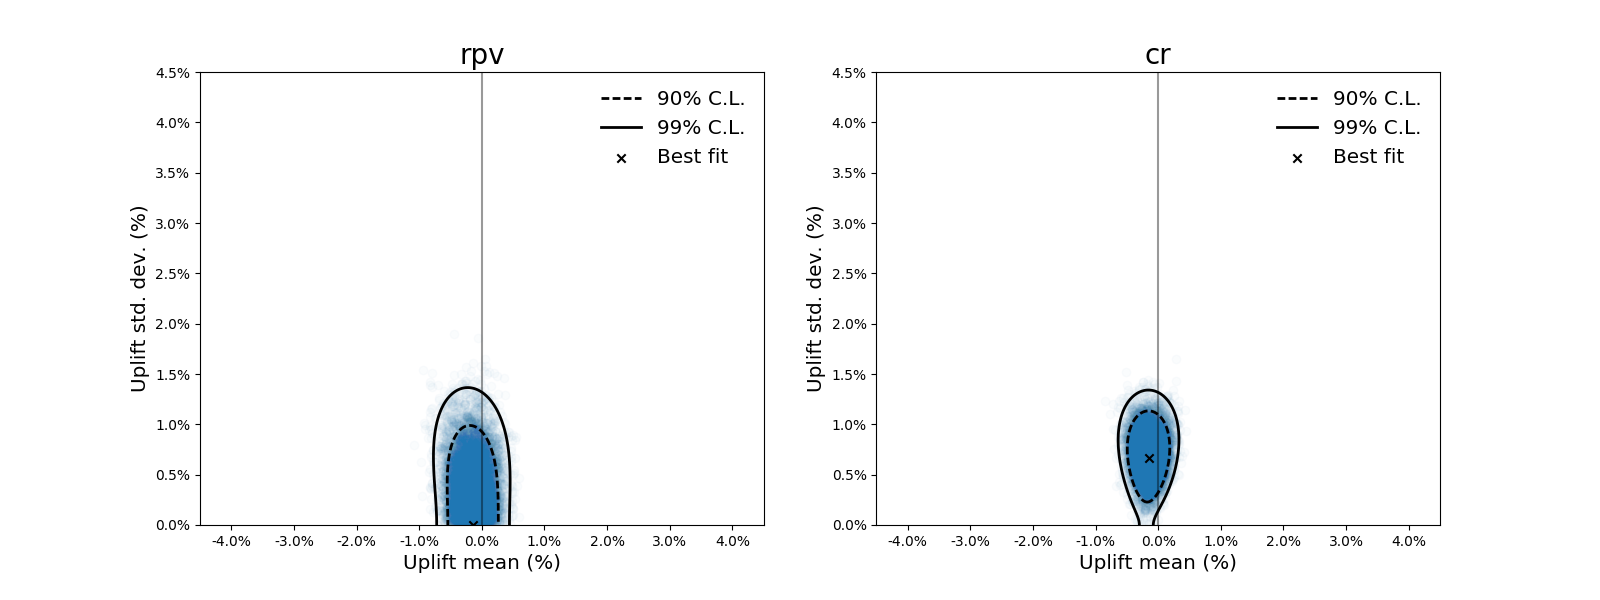 rpv
4.5%
4.0%
3.5%
3.0%
2.5%
2.0%
1.5%
1.0%
0.5%
0.0%
Uplift std. dev. (%)
90% C.L.
99% C.L.
Best fit
-4.0% -3.0% -2.0% -1.0% 0.0% 1.0% 2.0% 3.0% 4.0%
Uplift mean (%)
cr
4.5%
4.0%
3.5%
3.0%
2.5%
2.0%
1.5%
1.0%
0.5%
0.0%
Uplift std. dev. (%)
90% C.L.
99% C.L.
Best fit
-4.0% -3.0% -2.0% -1.0% 0.0% 1.0% 2.0% 3.0% 4.0%
Uplift mean (%)